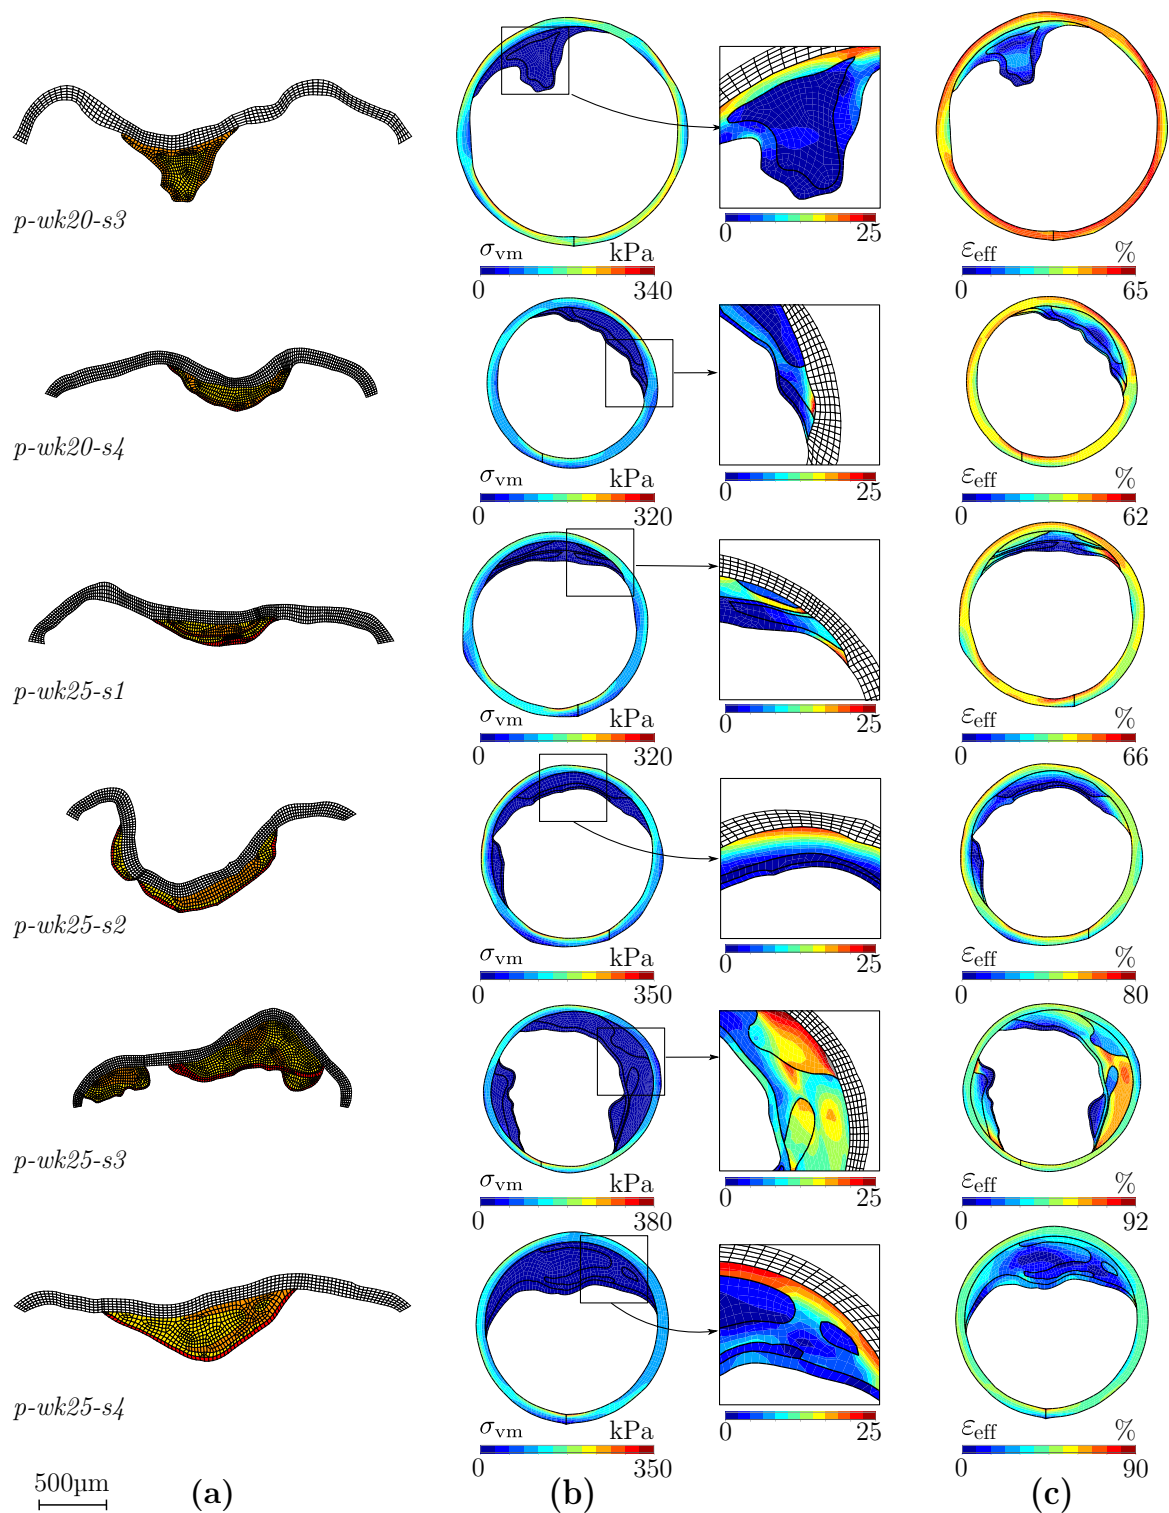 p-wk20-s3
σvm kPa
0 340
0 25
εeff %
0 65
p-wk20-s4
σvm kPa
0 320
0 25
εeff %
0 62
p-wk25-s1
σvm kPa
0 320
0 25
εeff %
0 66
p-wk25-s2
σvm kPa
0 350
0 25
εeff %
0 80
p-wk25-s3
σvm kPa
0 380
0 25
εeff %
0 92
p-wk25-s4
σvm kPa
0 350
0 25
εeff %
0 90
500µm
(a) (b) (c)